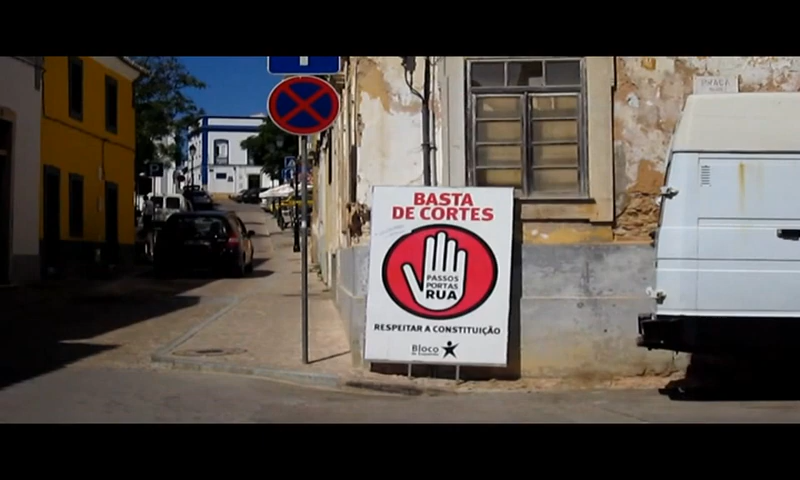 BASTA
DE CORTES
PASSOS
PORTAS
RUA
RESPEITAR A CONSTITUIÇÃO
Bloco